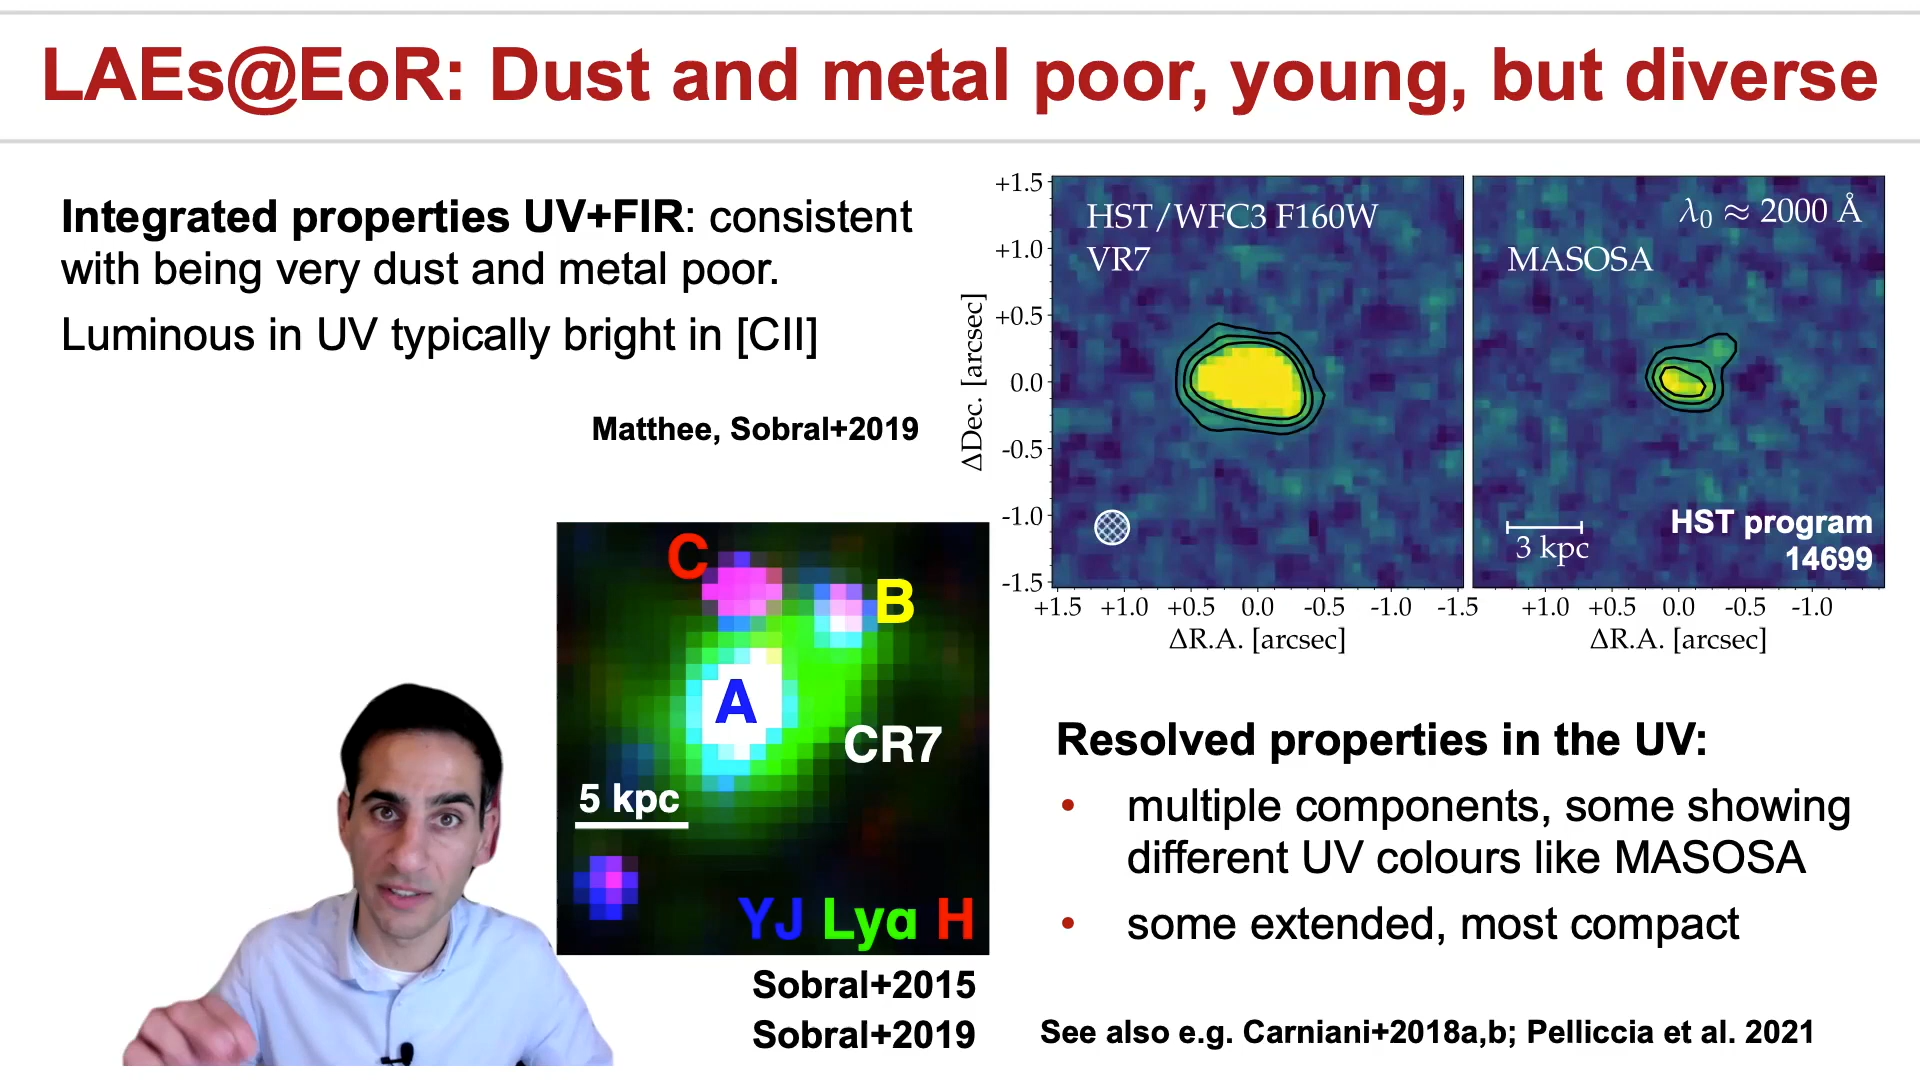 LAEs@EoR: Dust and metal poor, young, but diverse
Integrated properties UV+FIR: consistent
with being very dust and metal poor.
Luminous in UV typically bright in [CII]
Matthee, Sobral+2019
HST/WFC3 F160W
VR7
λ0 ≈ 2000 Å
MASOSA
HST program
14699
3 kpc
+1.5
+1.0
+0.5
0.0
-0.5
-1.0
-1.5
ΔDec. [arcsec]
+1.5 +1.0 +0.5 0.0 -0.5 -1.0 -1.5
+1.0 +0.5 0.0 -0.5 -1.0
ΔR.A. [arcsec]
ΔR.A. [arcsec]
C
B
A
CR7
5 kpc
YJ Lyα H
Sobral+2015
Sobral+2019
Resolved properties in the UV:
• multiple components, some showing
different UV colours like MASOSA
• some extended, most compact
See also e.g. Carniani+2018a,b; Pelliccia et al. 2021